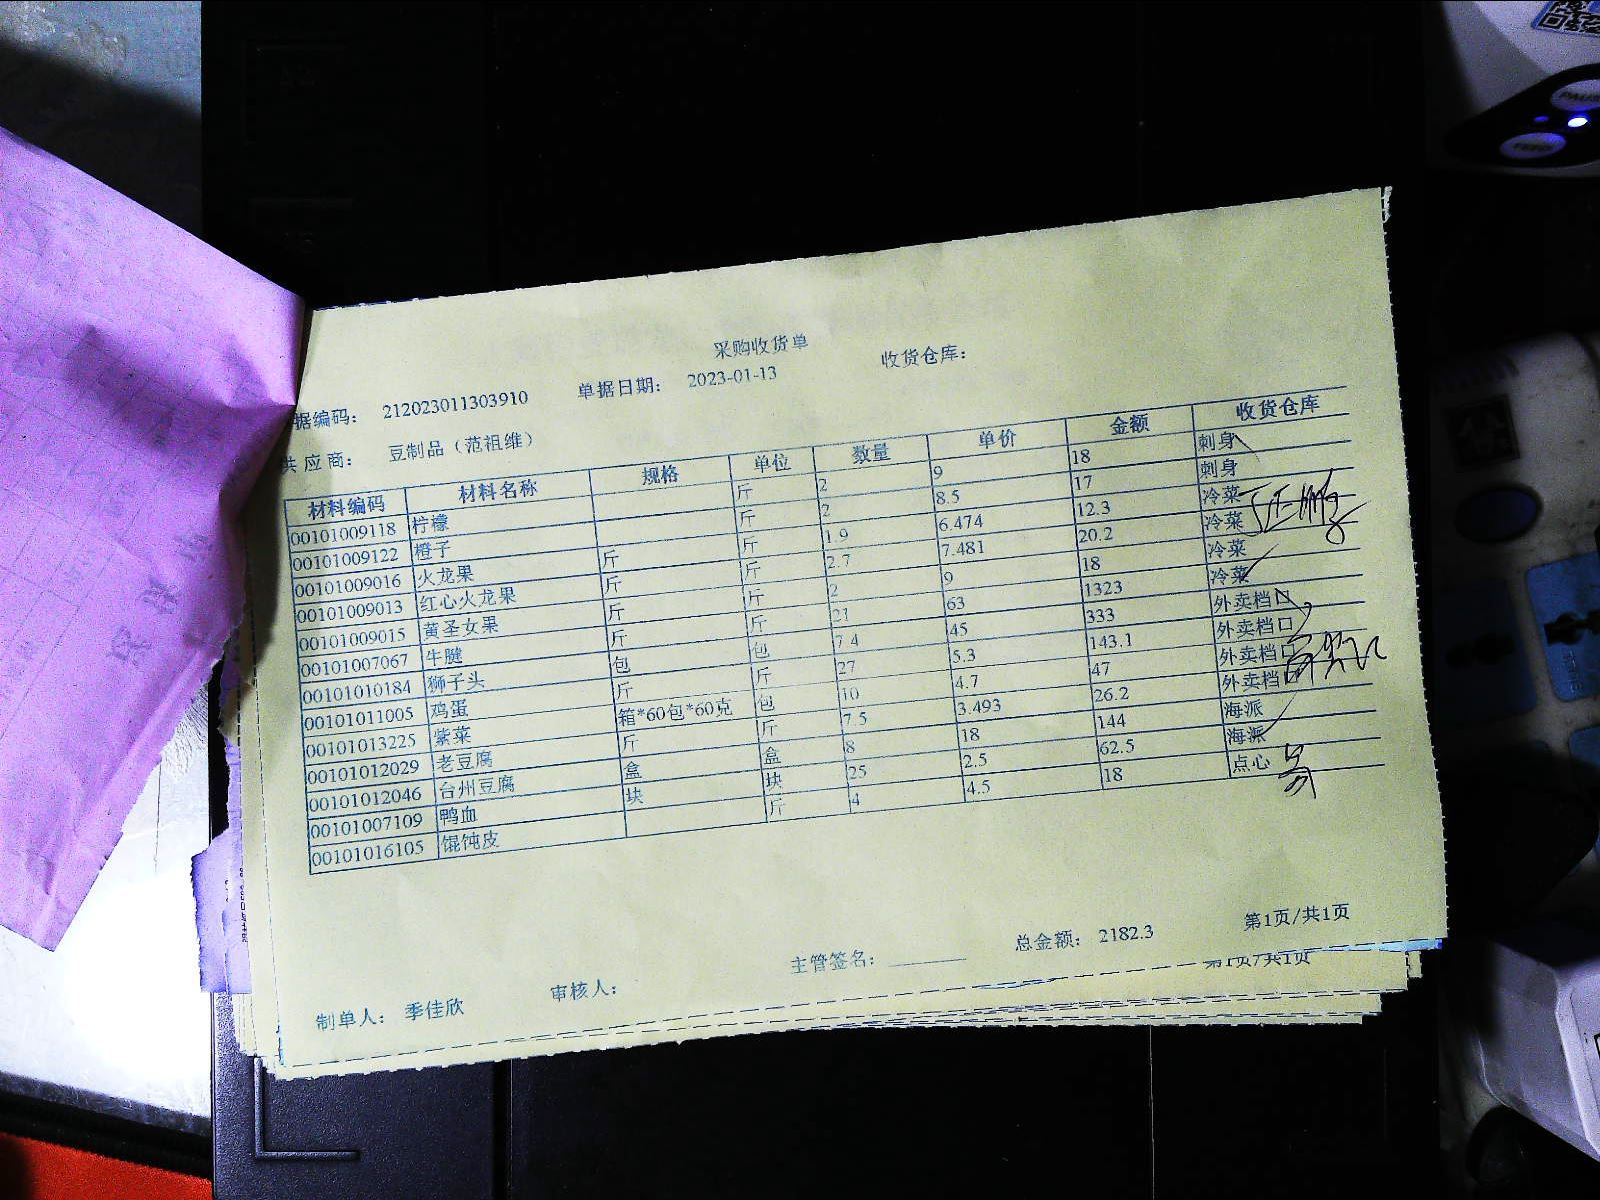 采购收货单
据编码： 212023011303910 单据日期： 2023-01-13 收货仓库：
供应商： 豆制品（范祖维）
材料编码 材料名称 规格 单位 数量 单价 金额 收货仓库
00101009118 柠檬 斤 2 9 18 刺身
00101009122 橙子 斤 2 8.5 17 刺身
00101009016 火龙果 斤 斤 1.9 6.474 12.3 冷菜
00101009013 红心火龙果 斤 斤 2.7 7.481 20.2 冷菜
00101009015 黄圣女果 斤 斤 2 9 18 冷菜
00101007067 牛腱 斤 斤 21 63 1323 冷菜
00101010184 狮子头 包 包 7.4 45 333 外卖档口
00101011005 鸡蛋 斤 斤 27 5.3 143.1 外卖档口
00101013225 紫菜 箱*60包*60克 包 10 4.7 47 外卖档口
00101012029 老豆腐 斤 斤 7.5 3.493 26.2 外卖档口
00101012046 台州豆腐 盒 盒 8 18 144 海派
00101007109 鸭血 块 块 25 2.5 62.5 海派
00101016105 馄饨皮 斤 4 4.5 18 点心
制单人： 季佳欣 审核人： 主管签名： 总金额： 2182.3 第1页/共1页
第1页/共1页